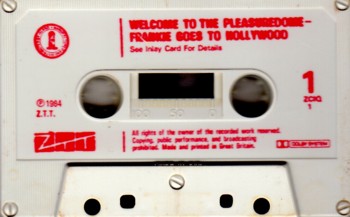 WELCOME TO THE PLEASUREDOME—
FRANKIE GOES TO HOLLYWOOD
See Inlay Card For Details
1
ZCIQ
1
℗1984
Z.T.T.
ZTT
All rights of the owner of the recorded work reserved.
Copying, public performance, and broadcasting
prohibited. Made and printed in Great Britain.
DOLBY SYSTEM